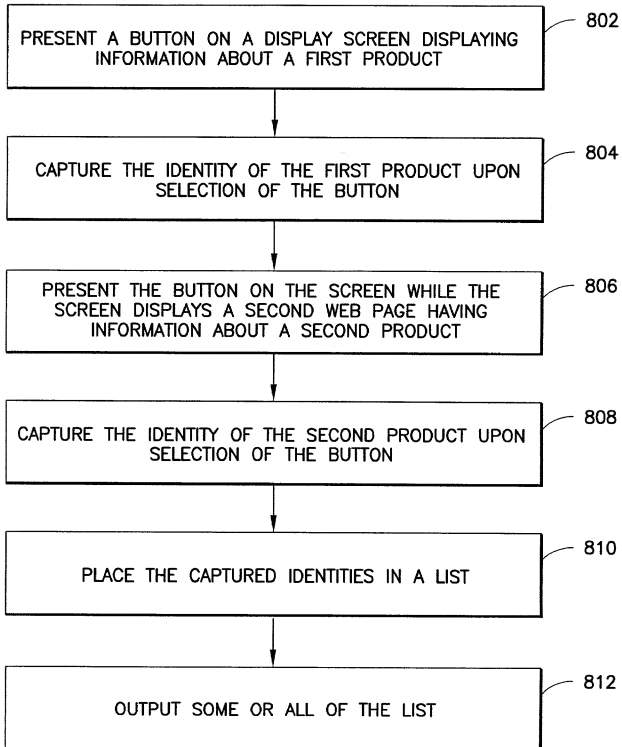 802
PRESENT A BUTTON ON A DISPLAY SCREEN DISPLAYING
INFORMATION ABOUT A FIRST PRODUCT
804
CAPTURE THE IDENTITY OF THE FIRST PRODUCT UPON
SELECTION OF THE BUTTON
806
PRESENT THE BUTTON ON THE SCREEN WHILE THE
SCREEN DISPLAYS A SECOND WEB PAGE HAVING
INFORMATION ABOUT A SECOND PRODUCT
808
CAPTURE THE IDENTITY OF THE SECOND PRODUCT UPON
SELECTION OF THE BUTTON
810
PLACE THE CAPTURED IDENTITIES IN A LIST
812
OUTPUT SOME OR ALL OF THE LIST